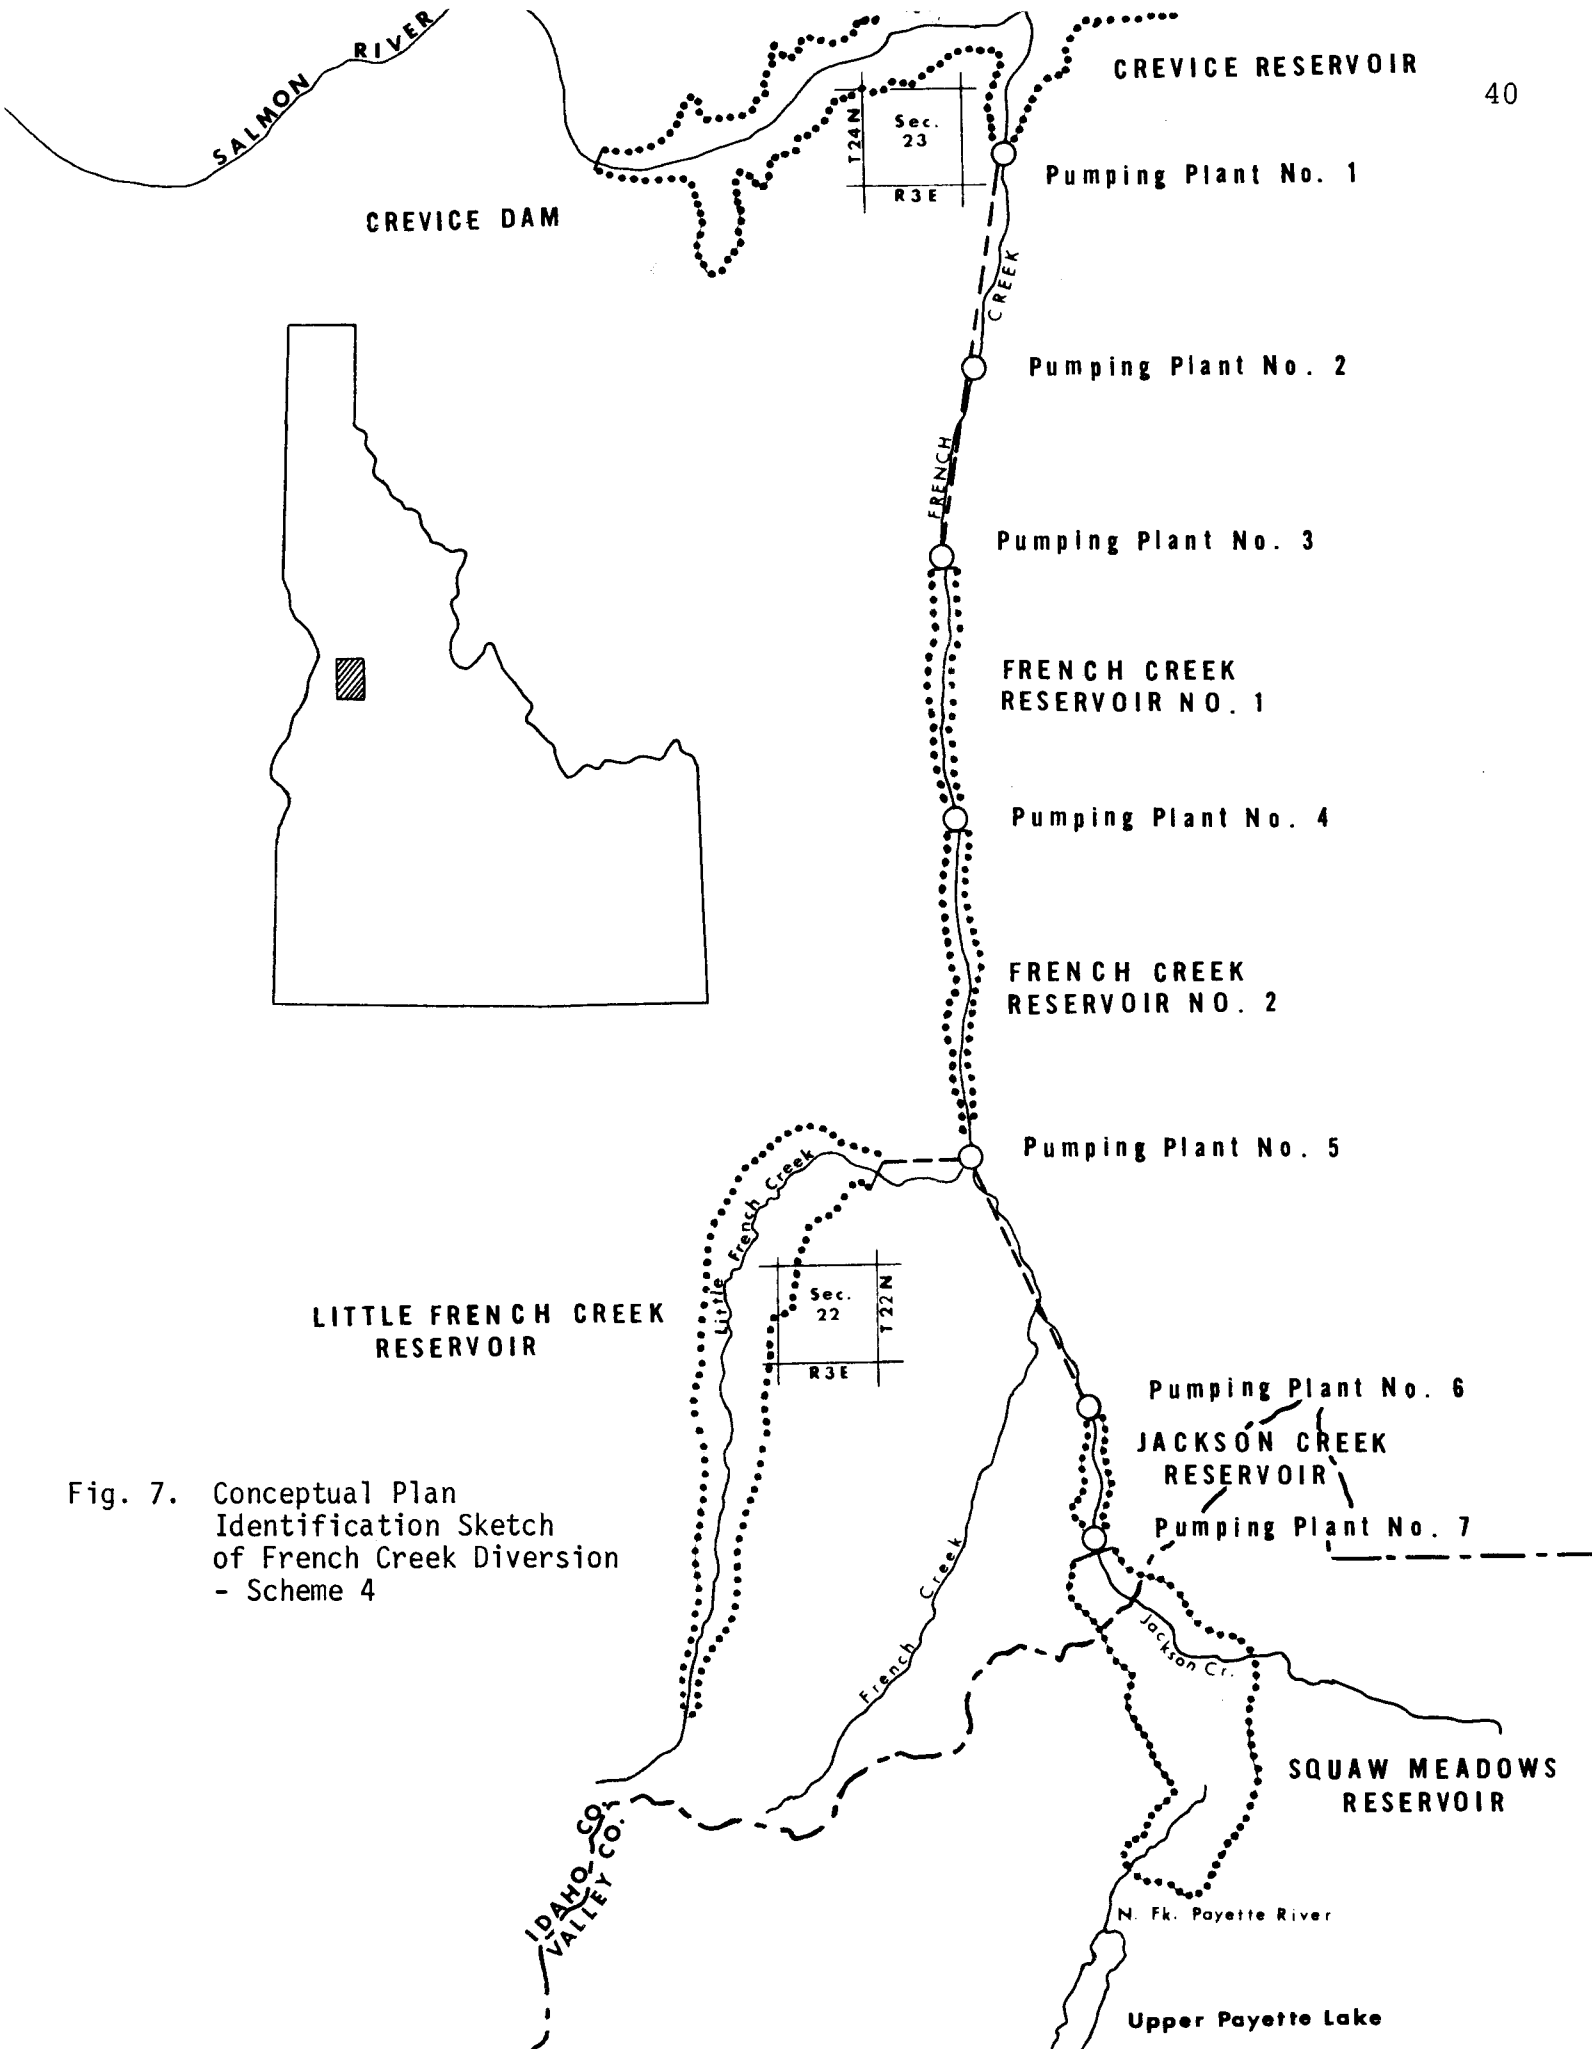 SALMON RIVER
CREVICE RESERVOIR
40
T24N
Sec.
23
R3E
Pumping Plant No. 1
CREVICE DAM
CREEK
Pumping Plant No. 2
FRENCH
Pumping Plant No. 3
FRENCH CREEK
RESERVOIR NO. 1
Pumping Plant No. 4
FRENCH CREEK
RESERVOIR NO. 2
Pumping Plant No. 5
Little French Creek
Sec.
22
T22N
R3E
LITTLE FRENCH CREEK
RESERVOIR
Pumping Plant No. 6
JACKSON CREEK
RESERVOIR
Pumping Plant No. 7
Fig. 7. Conceptual Plan
Identification Sketch
of French Creek Diversion
- Scheme 4
French Creek
Jackson Cr.
SQUAW MEADOWS
RESERVOIR
IDAHO CO.
VALLEY CO.
N. Fk. Payette River
Upper Payette Lake